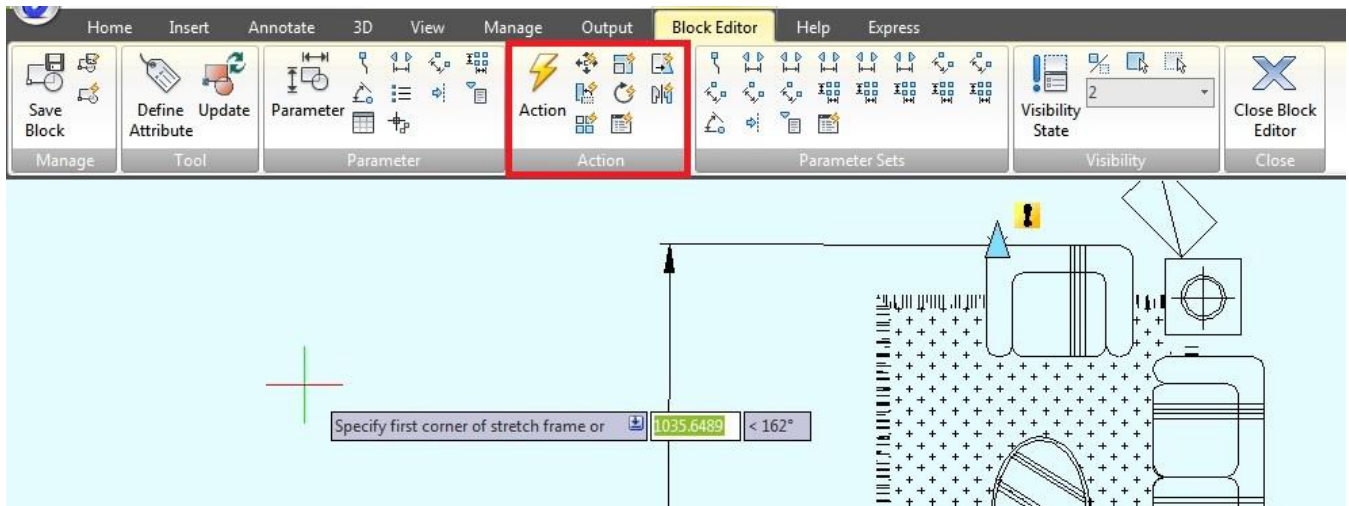 Home Insert Annotate 3D View Manage Output Block Editor Help Express
Save Block
Define Attribute
Update
Parameter
Action
2
Visibility State
Close Block Editor
Manage Tool Parameter Action Parameter Sets Visibility Close
Specify first corner of stretch frame or 1035.6489 < 162°